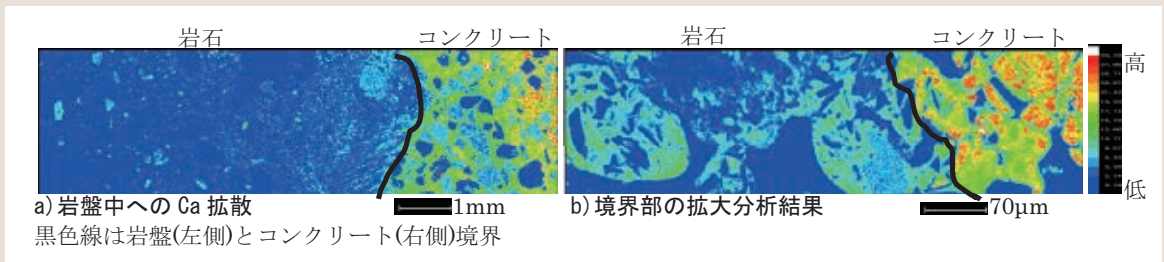 岩石 コンクリート 岩石 コンクリート
高
低
a)岩盤中への Ca 拡散 1mm b)境界部の拡大分析結果 70μm
黒色線は岩盤(左側)とコンクリート(右側)境界